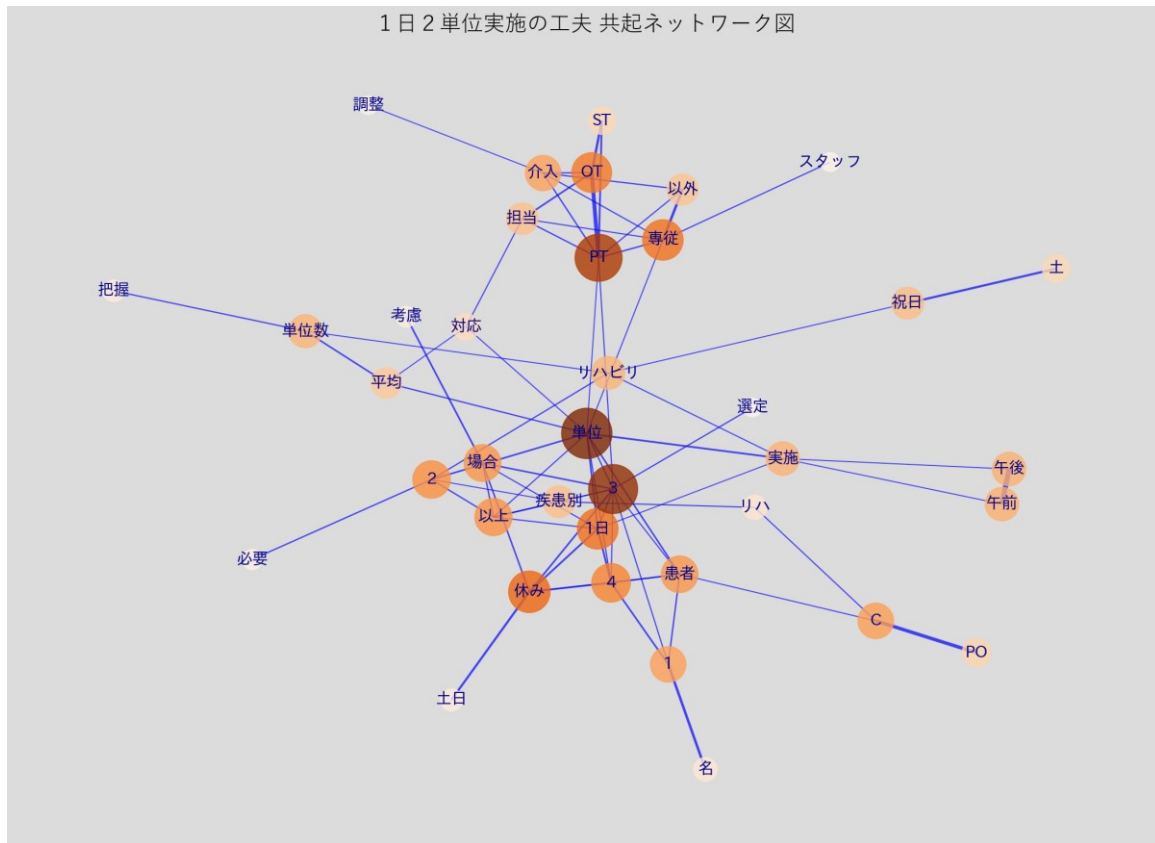 １日２単位実施の工夫 共起ネットワーク図
調整
ST
スタッフ
介入
OT
以外
担当
専従
PT
土
把握
祝日
考慮
対応
単位数
リハビリ
平均
選定
単位
場合
実施
午後
2
3
疾患別
午前
以上
リハ
1日
必要
患者
4
休み
C
PO
1
土日
名